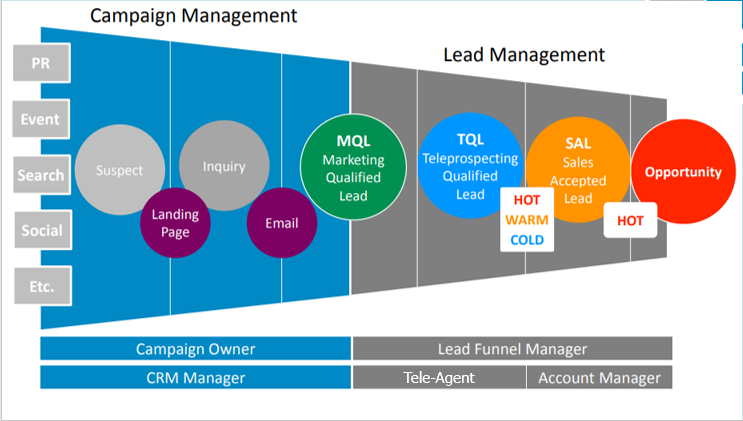 Campaign Management
Lead Management
PR
Event
Search
Social
Etc.
Suspect
Landing
Page
Inquiry
Email
MQL
Marketing
Qualified
Lead
TQL
Teleprospecting
Qualified
Lead
HOT
WARM
COLD
SAL
Sales
Accepted
Lead
HOT
Opportunity
Campaign Owner
Lead Funnel Manager
CRM Manager
Tele-Agent
Account Manager